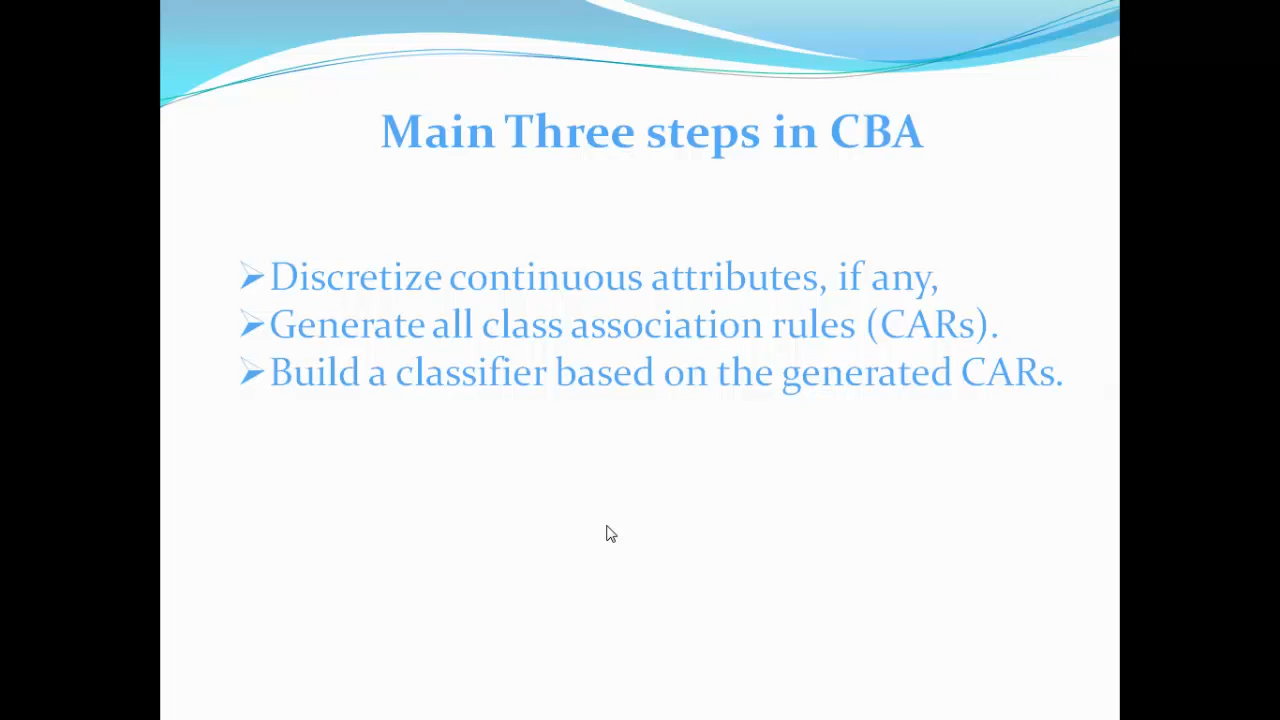 Main Three steps in CBA
Discretize continuous attributes, if any,
Generate all class association rules (CARs).
Build a classifier based on the generated CARs.